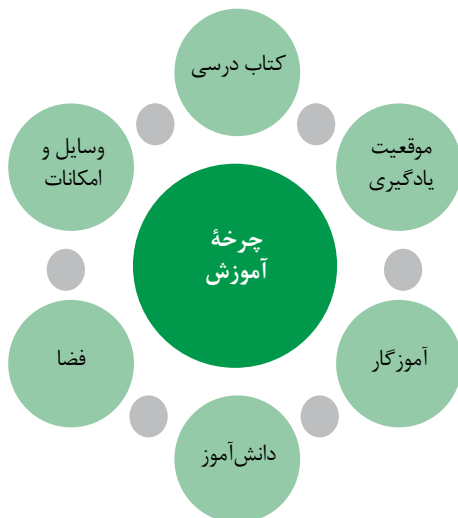 کتاب درسی
موقعیت
یادگیری
آموزگار
دانش‌آموز
فضا
وسایل و
امکانات
چرخهٔ
آموزش